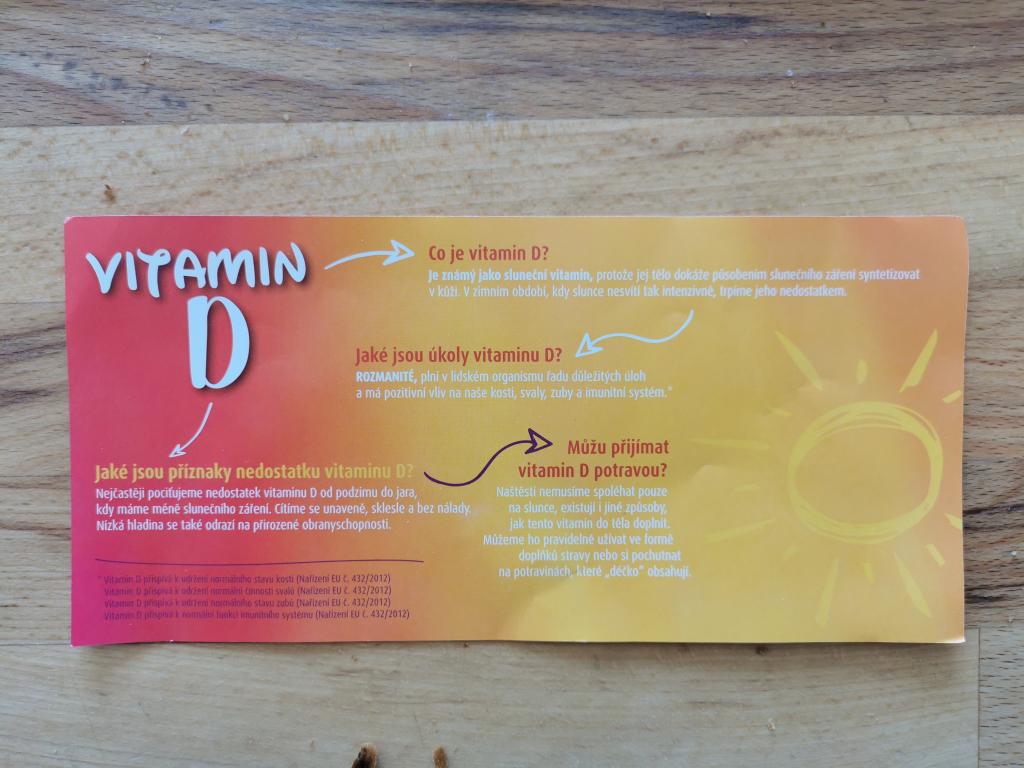 VITAMIN
D
Co je vitamin D?
Je známý jako sluneční vitamin, protože jej tělo dokáže působením slunečního záření syntetizovat
v kůži. V zimním období, kdy slunce nesvítí tak intenzivně, trpíme jeho nedostatkem.
Jaké jsou úkoly vitaminu D?
ROZMANITÉ, plní v lidském organismu řadu důležitých úloh
a má pozitivní vliv na naše kosti, svaly, zuby a imunitní systém.*
Jaké jsou příznaky nedostatku vitaminu D?
Nejčastěji pociťujeme nedostatek vitaminu D od podzimu do jara,
kdy máme méně slunečního záření. Cítíme se unaveně, sklesle a bez nálady.
Nízká hladina se také odrazí na přirozené obranyschopnosti.
Můžu přijímat
vitamin D potravou?
Naštěstí nemusíme spoléhat pouze
na slunce, existují i jiné způsoby,
jak tento vitamin do těla doplnit.
Můžeme ho pravidelně užívat ve formě
doplňků stravy nebo si pochutnat
na potravinách, které „déčko" obsahují.
* Vitamin D přispívá k udržení normálního stavu kostí (Nařízení EU č. 432/2012)
Vitamin D přispívá k udržení normální činnosti svalů (Nařízení EU č. 432/2012)
Vitamin D přispívá k udržení normálního stavu zubů (Nařízení EU č. 432/2012)
Vitamin D přispívá k normální funkci imunitního systému (Nařízení EU č. 432/2012)